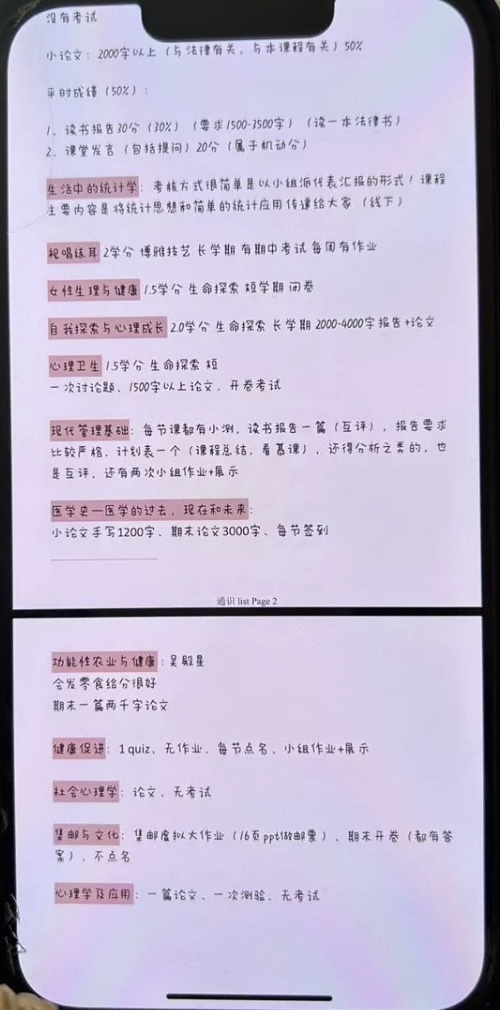 没有考试
小论文：2000字以上（与法律有关，与本课程有关）50%
平时成绩（50%）：
1、读书报告30分（30%）（要求1500-3500字）（读一本法律书）
2、课堂发言（包括提问）20分（属于机动分）
生活中的统计学：考核方式很简单是以小组派代表汇报的形式！课程
主要内容是将统计思想和简单的统计应用传递给大家（线下）
视唱练耳 2学分 博雅技艺 长学期 有期中考试 每周有作业
女性生理与健康 1.5学分 生命探索 短学期 问卷
自我探索与心理成长 2.0学分 生命探索 长学期 2000-4000字报告+论文
心理卫生 1.5学分 生命探索 短
一次讨论题、1500字以上论文、开卷考试
现代管理基础：每节课都有小测，读书报告一篇（互评），报告要求
比较严格，计划表一个（课程总结，看慕课），还得分析之类的，也
是互评，还有两次小组作业+展示
医学史—医学的过去，现在和未来：
小论文手写1200字、期末论文3000字、每节签到
通识 list Page 2
功能性农业与健康：吴殿星
会发零食给分很好
期末一篇两千字论文
健康促进：1 quiz、无作业、每节点名、小组作业+展示
社会心理学：论文、无考试
集邮与文化：集邮虚拟大作业（16页ppt做邮票）、期末开卷（都有答
案）、不点名
心理学及应用：一篇论文、一次测验、无考试